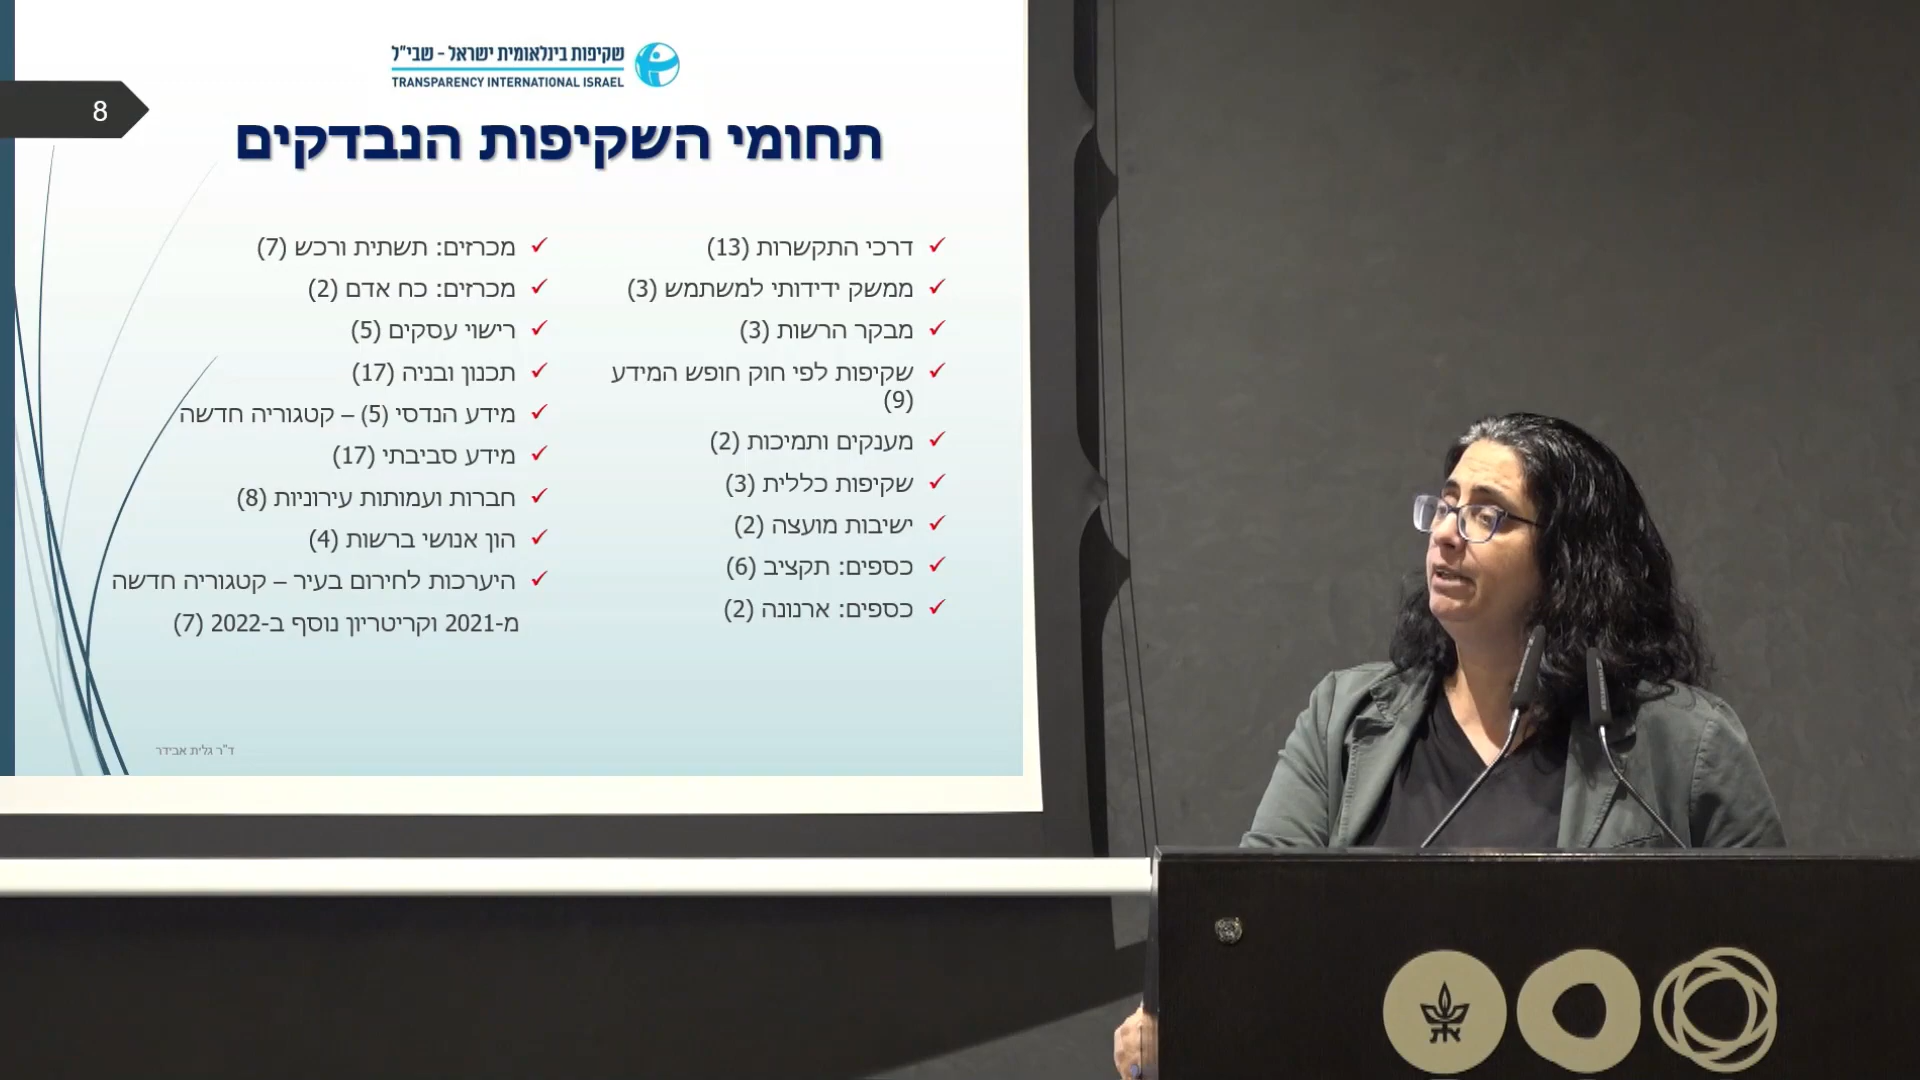 שקיפות בינלאומית ישראל - שבי"ל
TRANSPARENCY INTERNATIONAL ISRAEL
8
תחומי השקיפות הנבדקים
דרכי התקשרות (13)
ממשק ידידותי למשתמש (3)
מבקר הרשות (3)
שקיפות לפי חוק חופש המידע
(9)
מענקים ותמיכות (2)
שקיפות כללית (3)
ישיבות מועצה (2)
כספים: תקציב (6)
כספים: ארנונה (2)
מכרזים: תשתית ורכש (7)
מכרזים: כח אדם (2)
רישוי עסקים (5)
תכנון ובניה (17)
מידע הנדסי (5) – קטגוריה חדשה
מידע סביבתי (17)
חברות ועמותות עירוניות (8)
הון אנושי ברשות (4)
היערכות לחירום בעיר – קטגוריה חדשה
מ-2021 וקריטריון נוסף ב-2022 (7)
ד"ר גלית אבידר